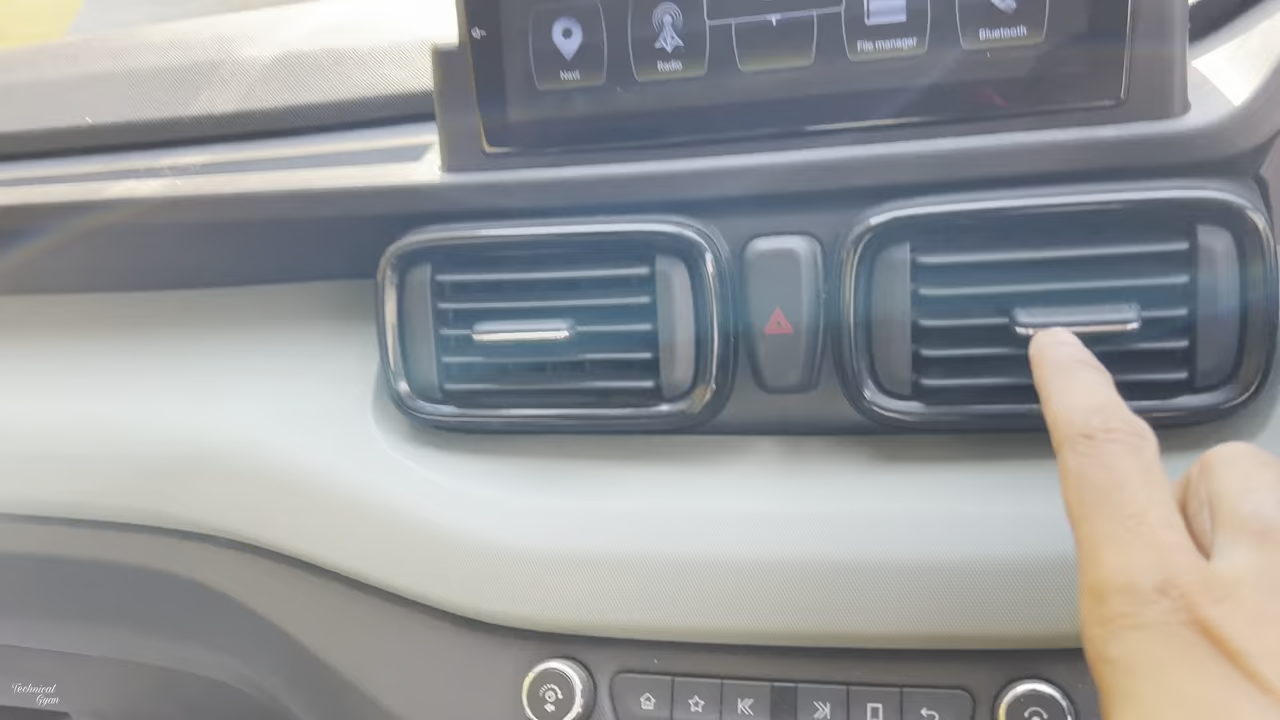 Navi
Radio
File manager
Bluetooth
Technical
Gyan